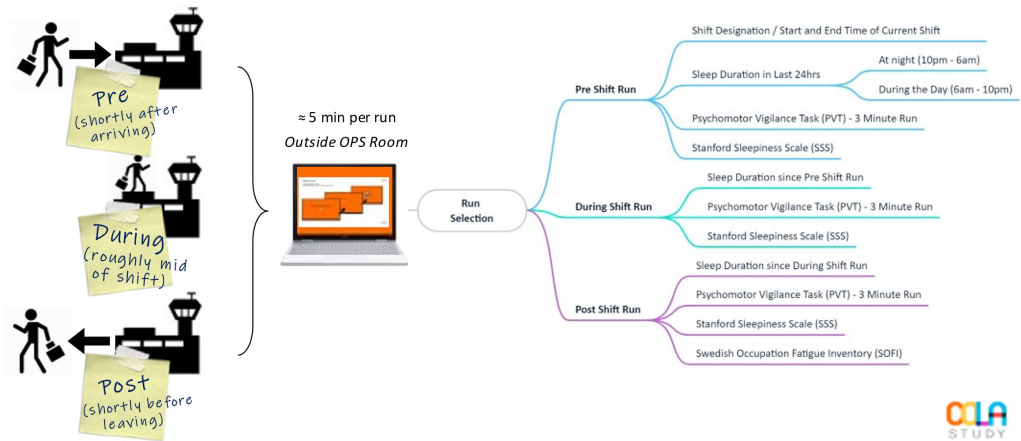 Pre
(shortly after
arriving)
During
(roughly mid
of shift)
Post
(shortly before
leaving)
≈ 5 min per run
Outside OPS Room
Run
Selection
Pre Shift Run
Shift Designation / Start and End Time of Current Shift
Sleep Duration in Last 24hrs
At night (10pm - 6am)
During the Day (6am - 10pm)
Psychomotor Vigilance Task (PVT) - 3 Minute Run
Stanford Sleepiness Scale (SSS)
During Shift Run
Sleep Duration since Pre Shift Run
Psychomotor Vigilance Task (PVT) - 3 Minute Run
Stanford Sleepiness Scale (SSS)
Post Shift Run
Sleep Duration since During Shift Run
Psychomotor Vigilance Task (PVT) - 3 Minute Run
Stanford Sleepiness Scale (SSS)
Swedish Occupation Fatigue Inventory (SOFI)
COLA
STUDY